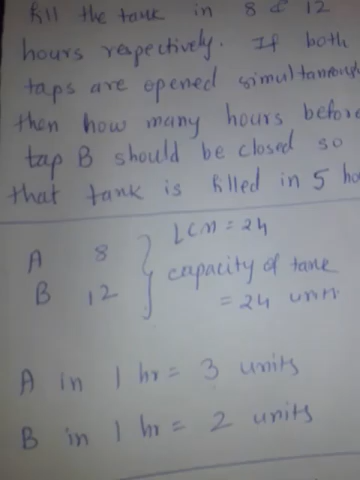 fill the tank in 8 & 12
hours respectively. If both
taps are opened simultaneously
then how many hours before
tap B should be closed so
that tank is filled in 5 ho
A 8
B 12
LCM = 24
capacity of tank
= 24 units
A in 1 hr = 3 units
B in 1 hr = 2 units